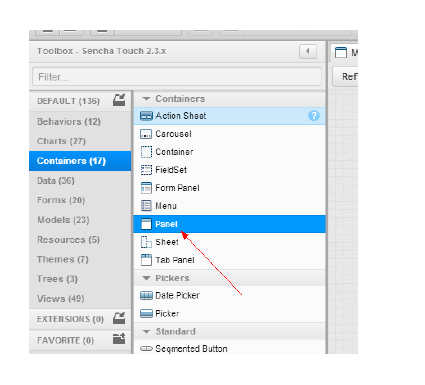 Toolbox - Sencha Touch 2.3.x
Filter...
DEFAULT (136)
Behaviors (12)
Charts (27)
Containers (17)
Data (36)
Forms (20)
Models (23)
Resources (5)
Themes (7)
Trees (3)
Views (49)
EXTENSIONS (0)
FAVORITE (0)
Containers
Action Sheet ?
Carousel
Container
FieldSet
Form Panel
Menu
Panel
Sheet
Tab Panel
Pickers
Date Picker
Picker
Standard
Segmented Button
M
Ref